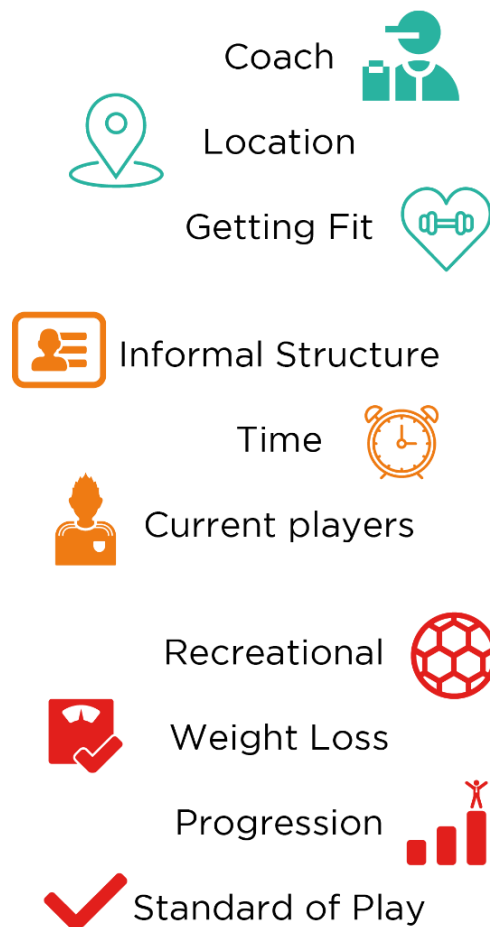 Coach
Location
Getting Fit
Informal Structure
Time
Current players
Recreational
Weight Loss
Progression
Standard of Play